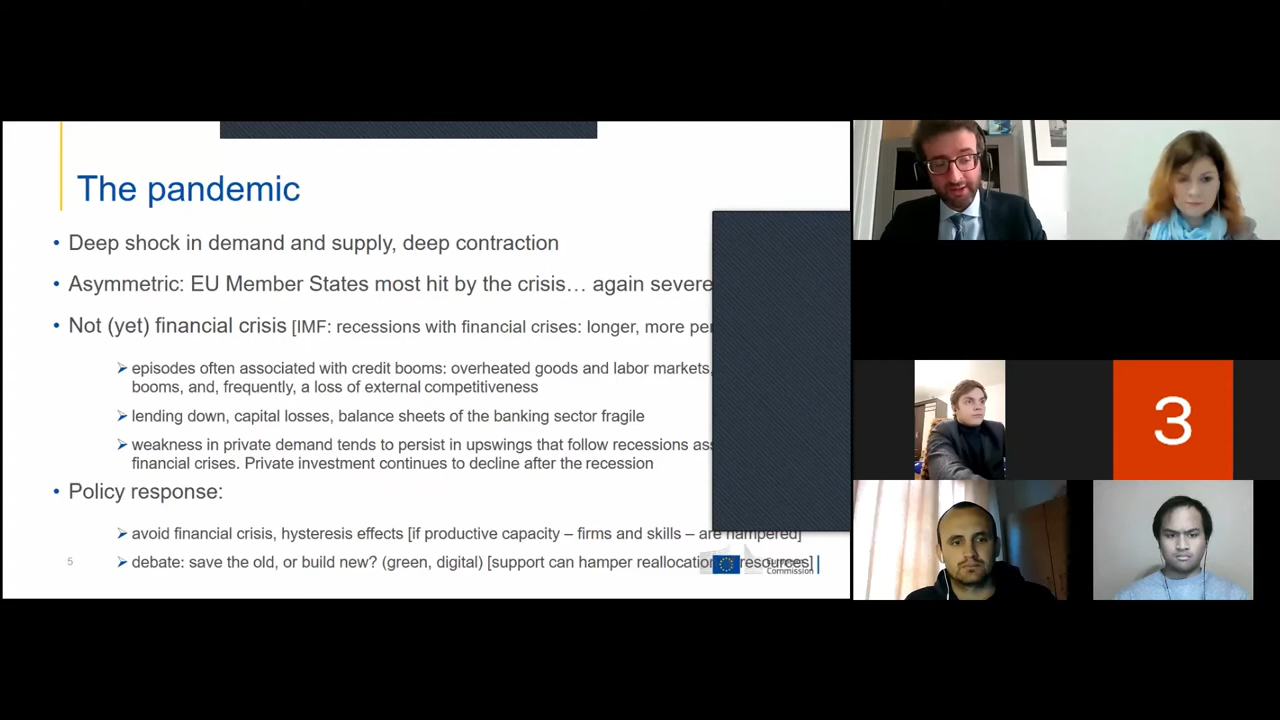 The pandemic
• Deep shock in demand and supply, deep contraction
• Asymmetric: EU Member States most hit by the crisis… again severe
• Not (yet) financial crisis [IMF: recessions with financial crises: longer, more
➢ episodes often associated with credit booms: overheated goods and labor markets,
booms, and, frequently, a loss of external competitiveness
➢ lending down, capital losses, balance sheets of the banking sector fragile
➢ weakness in private demand tends to persist in upswings that follow recessions
financial crises. Private investment continues to decline after the recession
• Policy response:
➢ avoid financial crisis, hysteresis effects [if productive capacity – firms and skills – are hampered]
➢ debate: save the old, or build new? (green, digital) [support can hamper reallocation resources]
5
European
Commission
3